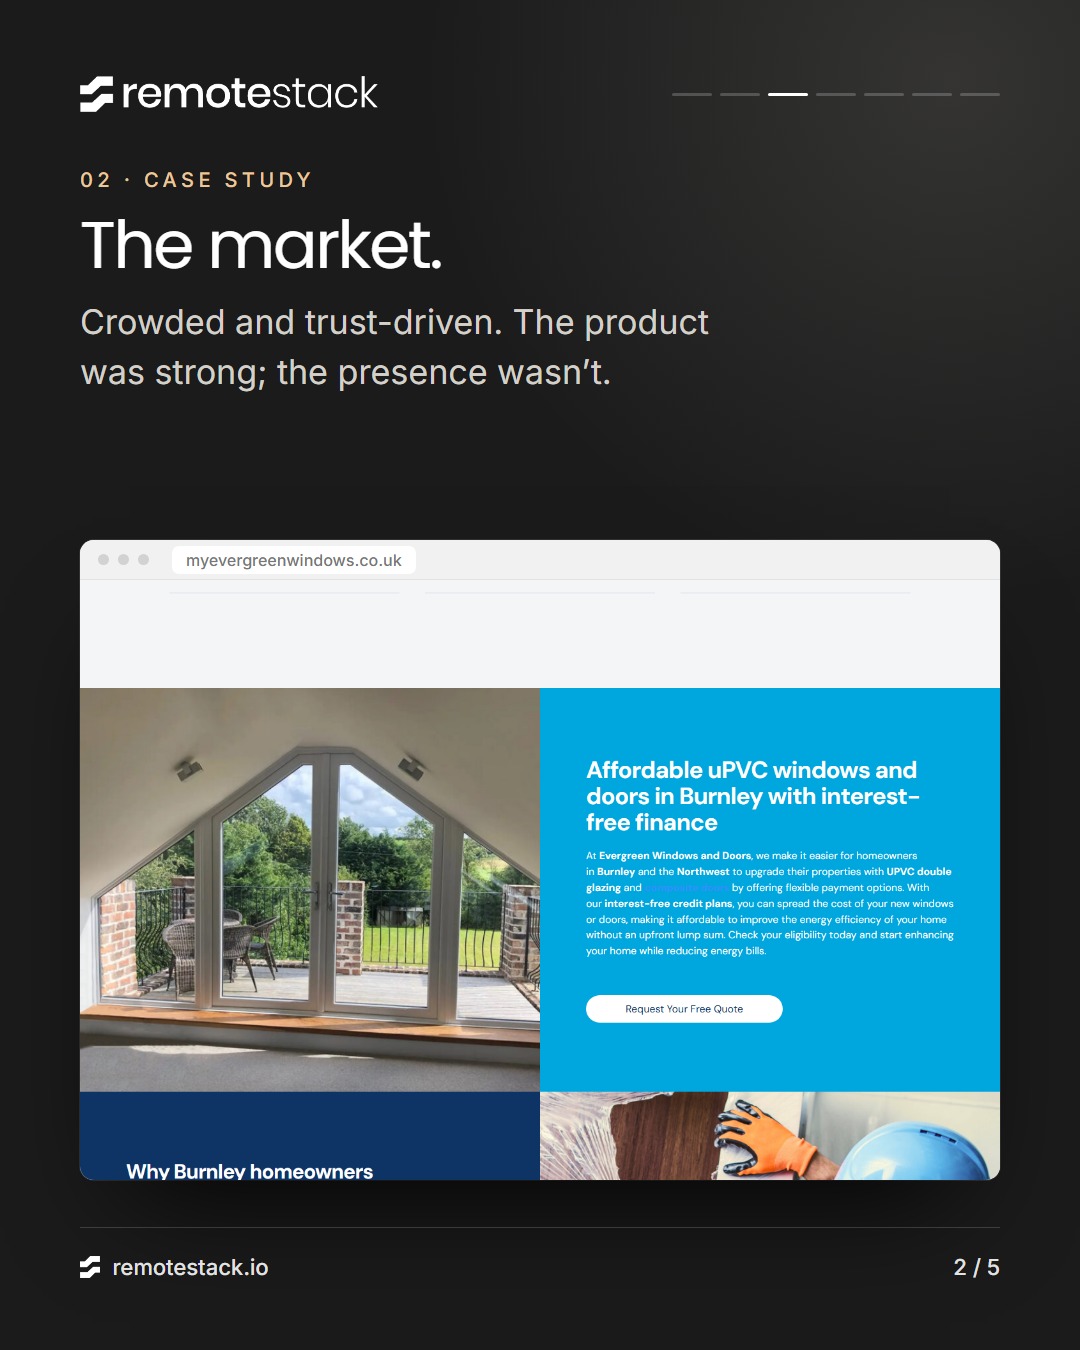 remotestack
02 · CASE STUDY
The market.
Crowded and trust-driven. The product
was strong; the presence wasn’t.
myevergreenwindows.co.uk
Affordable uPVC windows and
doors in Burnley with interest-
free finance
At Evergreen Windows and Doors, we make it easier for homeowners
in Burnley and the Northwest to upgrade their properties with UPVC double
glazing and by offering flexible payment options. With
our interest-free credit plans, you can spread the cost of your new windows
or doors, making it affordable to improve the energy efficiency of your home
without an upfront lump sum. Check your eligibility today and start enhancing
your home while reducing energy bills.
Request Your Free Quote
Why Burnley homeowners
remotestack.io
2 / 5